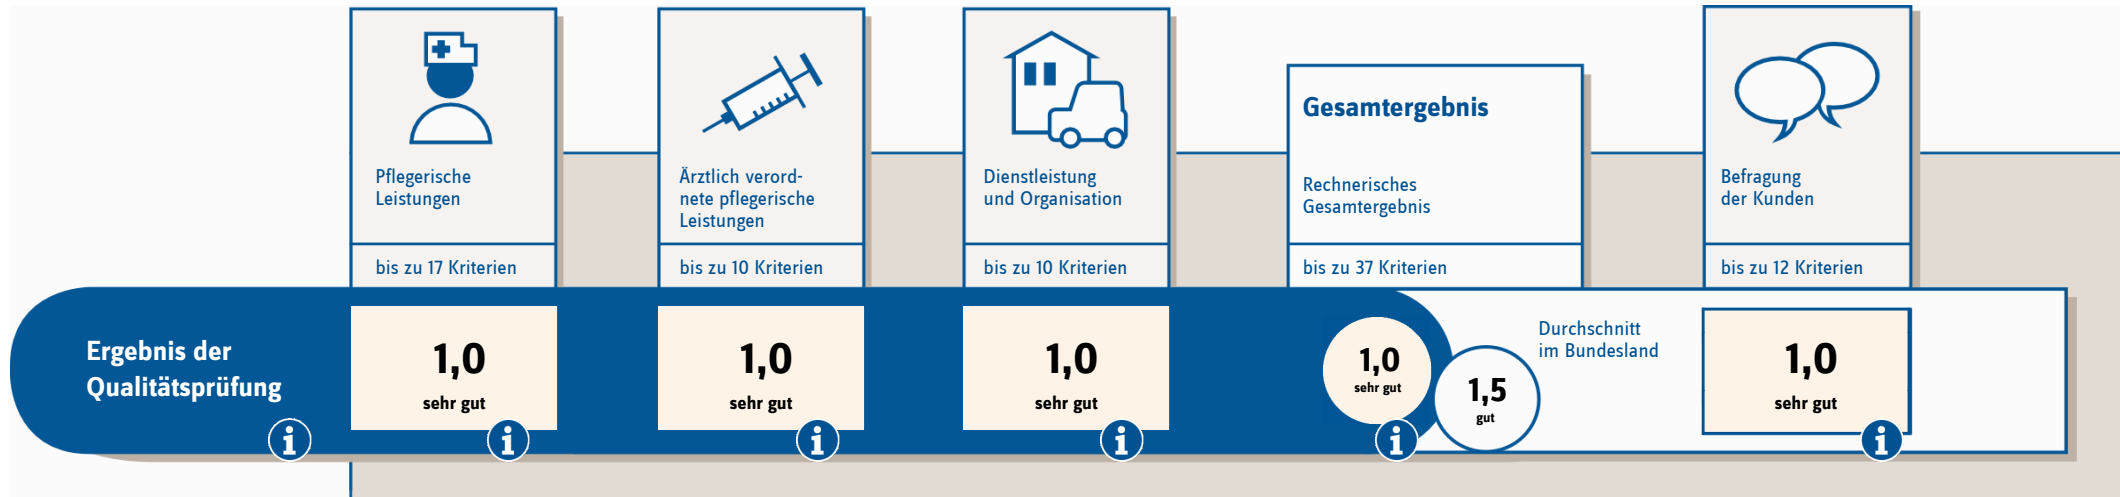 Pflegerische
Leistungen
bis zu 17 Kriterien
Ärztlich verord-
nete pflegerische
Leistungen
bis zu 10 Kriterien
Dienstleistung
und Organisation
bis zu 10 Kriterien
Gesamtergebnis
Rechnerisches
Gesamtergebnis
bis zu 37 Kriterien
Befragung
der Kunden
bis zu 12 Kriterien
Ergebnis der
Qualitätsprüfung
i
1,0
sehr gut
i
1,0
sehr gut
i
1,0
sehr gut
i
1,0
sehr gut
i
1,5
gut
Durchschnitt
im Bundesland
1,0
sehr gut
i